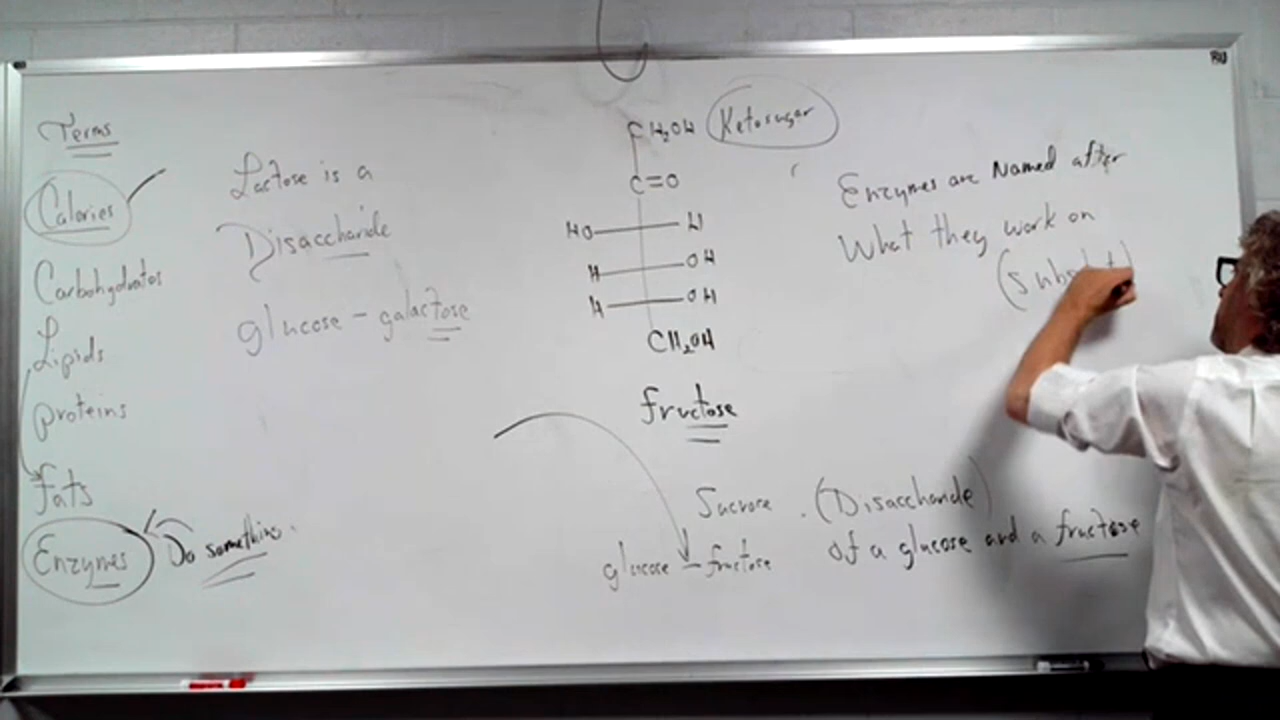 Terms
Calories
Carbohydrates
Lipids
proteins
fats
Enzymes
Do something
Lactose is a
Disaccharide
glucose - galactose
CH₂OH
Ketosugar
C=O
HO H
H OH
H OH
CH₂OH
fructose
Sucrose (Disaccharide)
glucose - fructose
of a glucose and a fructose
Enzymes are Named after
What they work on
BU